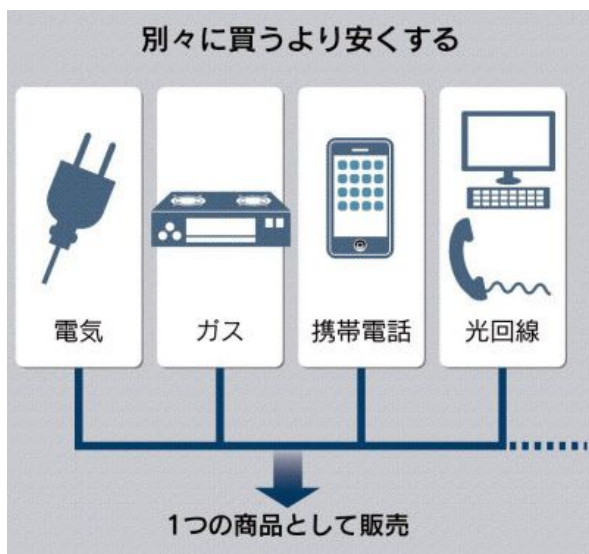 別々に買うより安くする
電気
ガス
携帯電話
光回線
1つの商品として販売